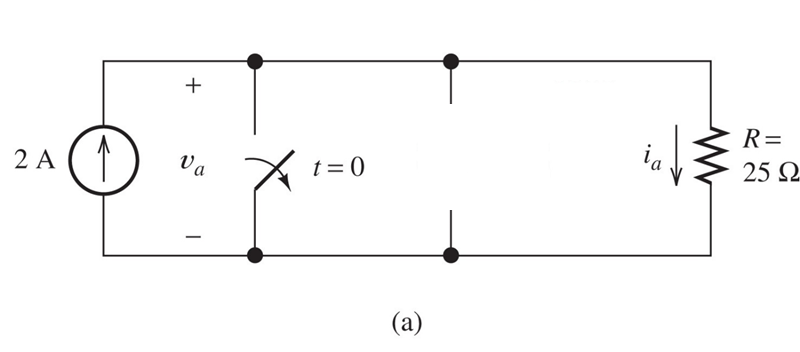 +
2 A
v_a
t = 0
i_a
R =
25 Ω
−
(a)